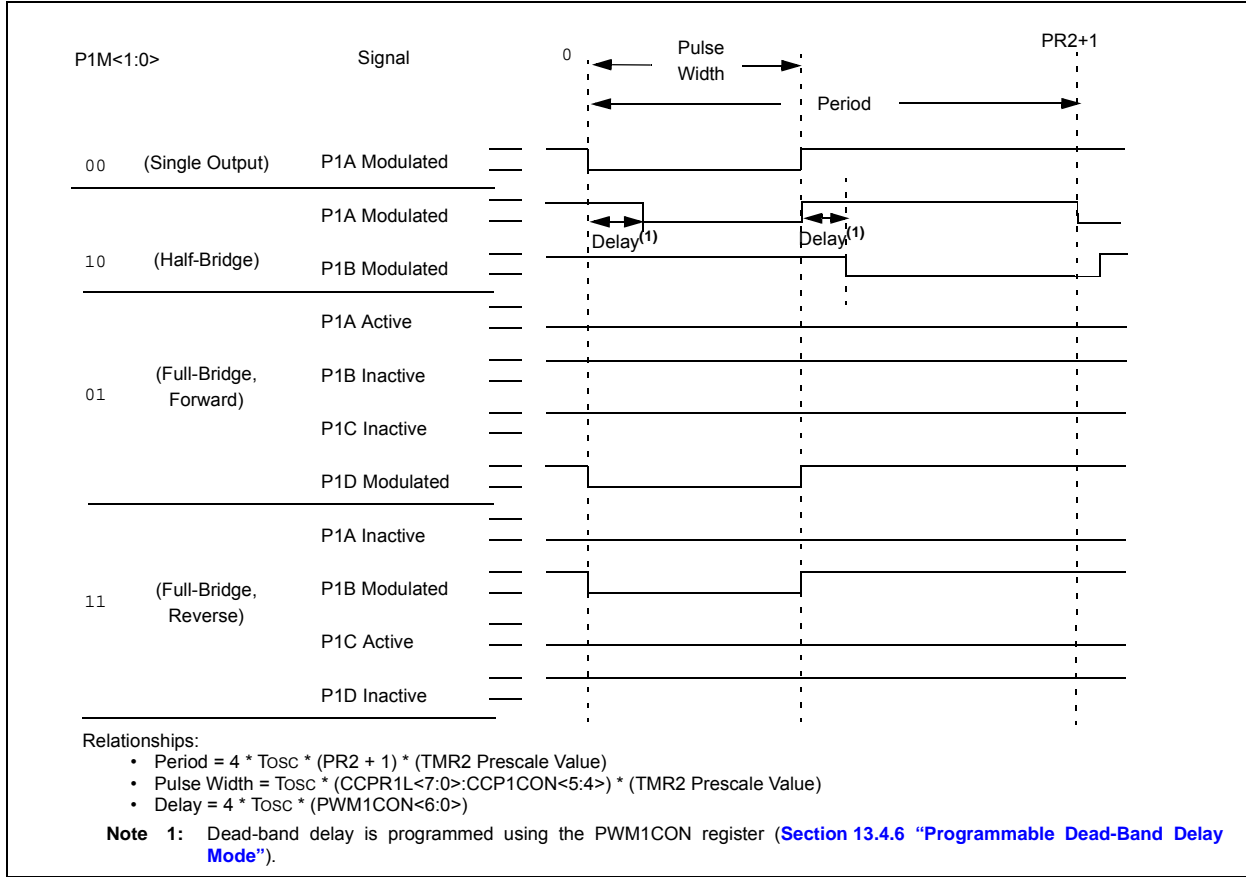 P1M<1:0>
Signal
0
Pulse
Width
PR2+1
Period
00
(Single Output)
P1A Modulated
P1A Modulated
Delay(1)
Delay(1)
10
(Half-Bridge)
P1B Modulated
P1A Active
(Full-Bridge,
Forward)
P1B Inactive
01
P1C Inactive
P1D Modulated
P1A Inactive
(Full-Bridge,
Reverse)
P1B Modulated
11
P1C Active
P1D Inactive
Relationships:
• Period = 4 * TOSC * (PR2 + 1) * (TMR2 Prescale Value)
• Pulse Width = TOSC * (CCPR1L<7:0>:CCP1CON<5:4>) * (TMR2 Prescale Value)
• Delay = 4 * TOSC * (PWM1CON<6:0>)
Note 1: Dead-band delay is programmed using the PWM1CON register (Section 13.4.6 “Programmable Dead-Band Delay
Mode”).